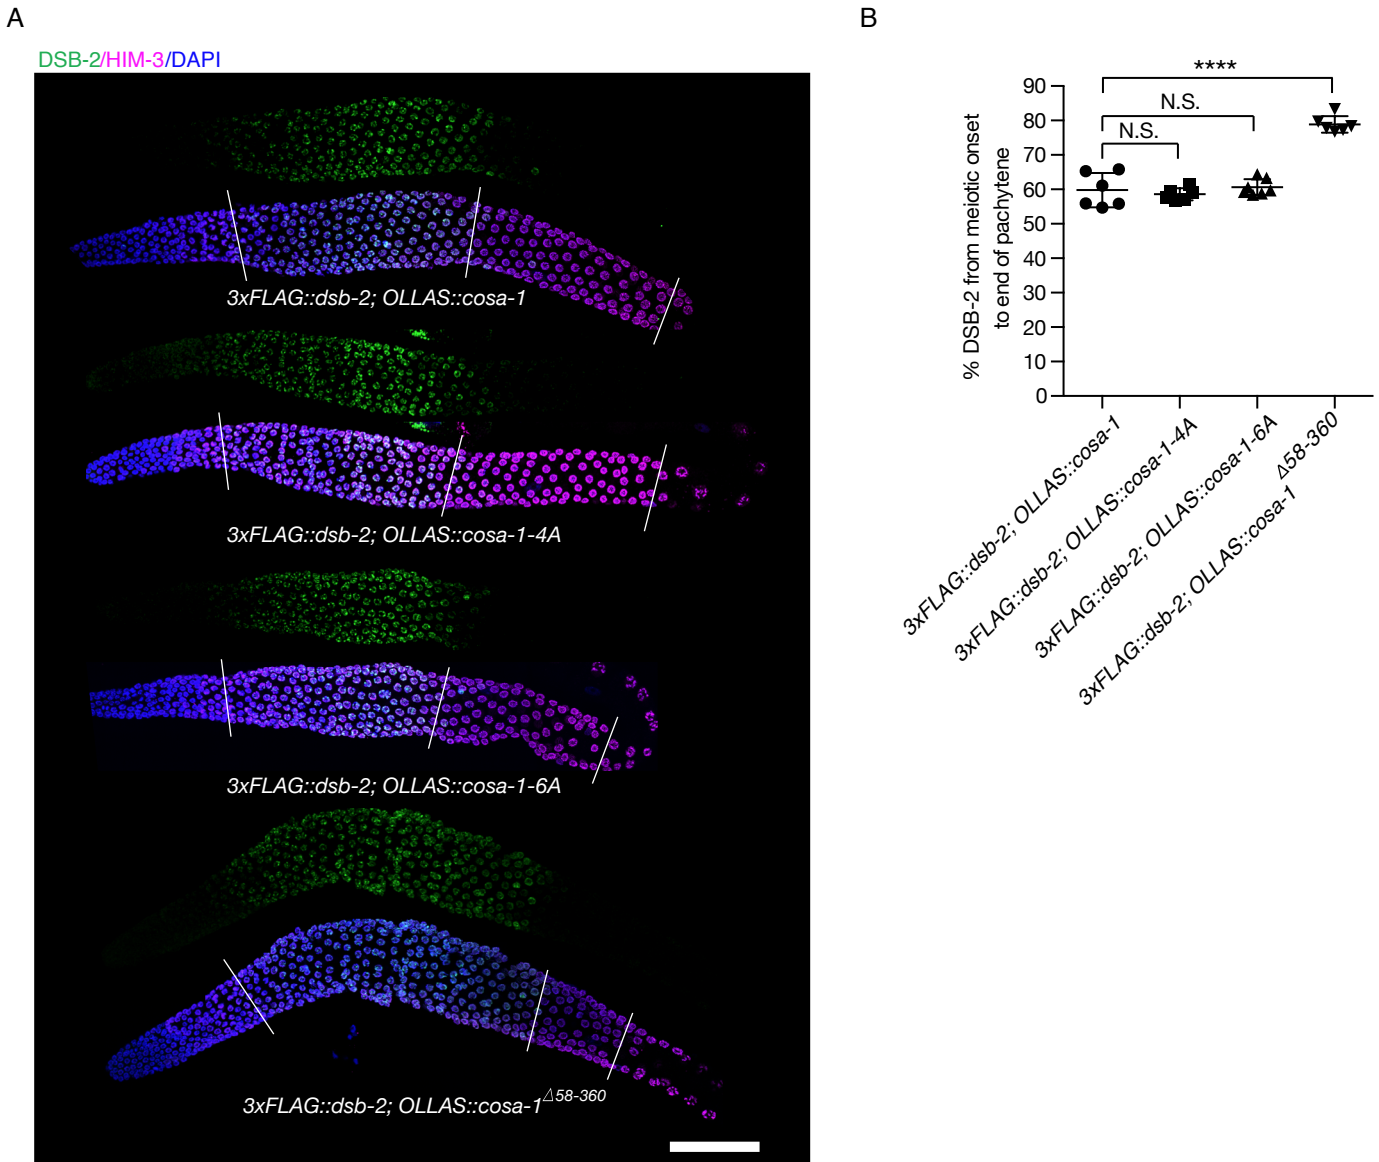 A
DSB-2/HIM-3/DAPI
3xFLAG::dsb-2; OLLAS::cosa-1
3xFLAG::dsb-2; OLLAS::cosa-1-4A
3xFLAG::dsb-2; OLLAS::cosa-1-6A
3xFLAG::dsb-2; OLLAS::cosa-1Δ58-360
B
****
N.S.
N.S.
% DSB-2 from meiotic onset
to end of pachytene
90
80
70
60
50
40
30
20
10
0
3xFLAG::dsb-2; OLLAS::cosa-1
3xFLAG::dsb-2; OLLAS::cosa-1-4A
3xFLAG::dsb-2; OLLAS::cosa-1-6A
3xFLAG::dsb-2; OLLAS::cosa-1 Δ58-360